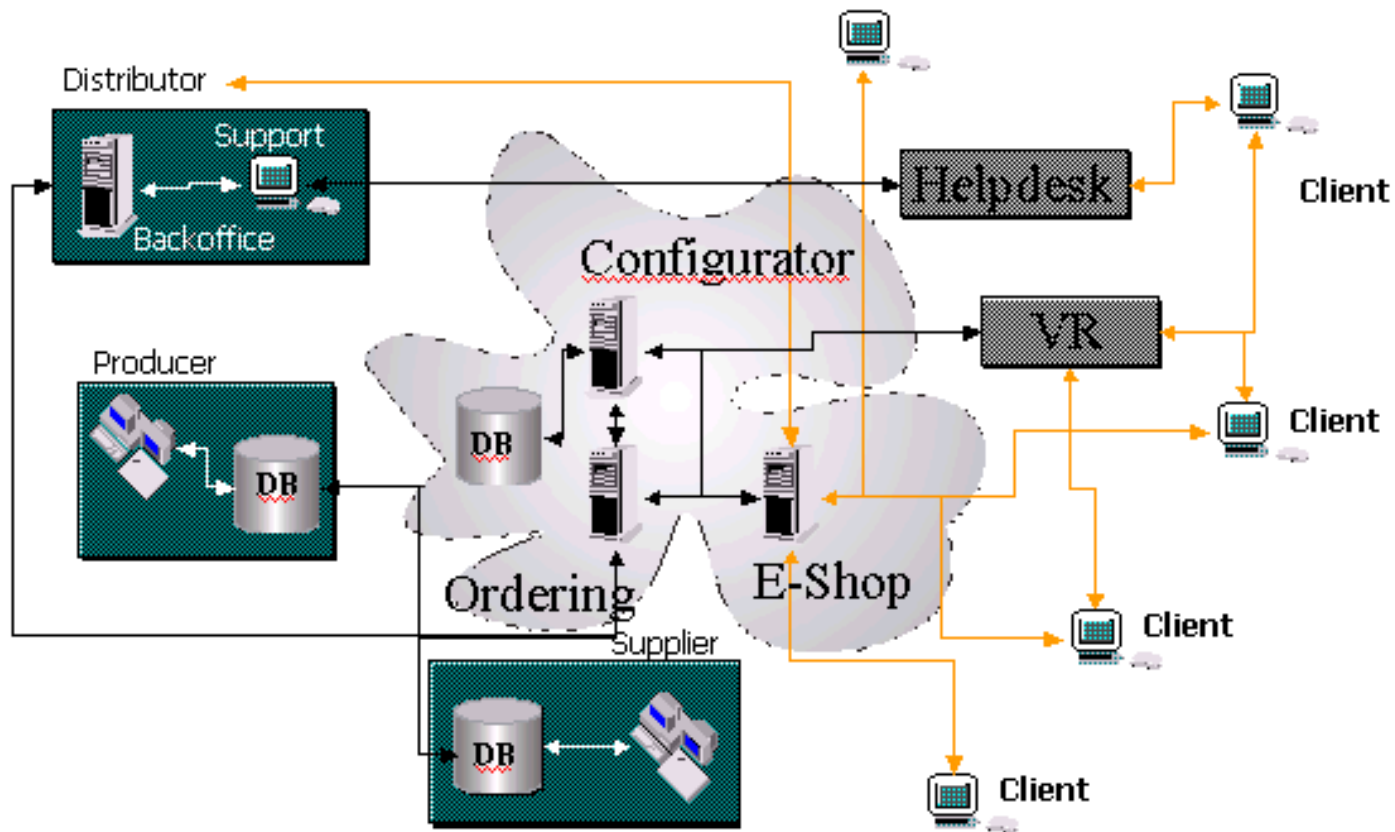 Distributor
Support
Backoffice
Helpdesk
Client
Configurator
VR
Producer
DB
DB
Client
Ordering
E-Shop
Client
Supplier
DB
Client